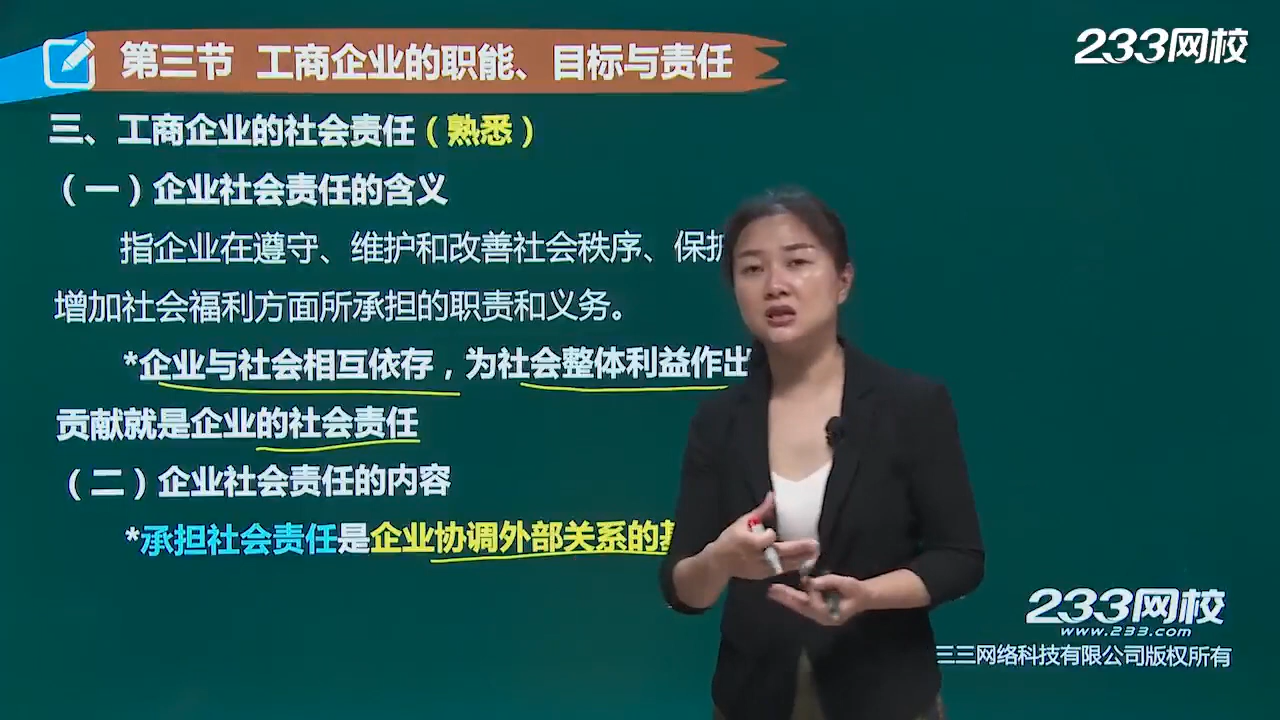 第三节 工商企业的职能、目标与责任
233网校
三、工商企业的社会责任（熟悉）
（一）企业社会责任的含义
指企业在遵守、维护和改善社会秩序、保护
增加社会福利方面所承担的职责和义务。
*企业与社会相互依存，为社会整体利益作出
贡献就是企业的社会责任
（二）企业社会责任的内容
*承担社会责任是企业协调外部关系的基
233网校
www.233.com
三三网络科技有限公司版权所有